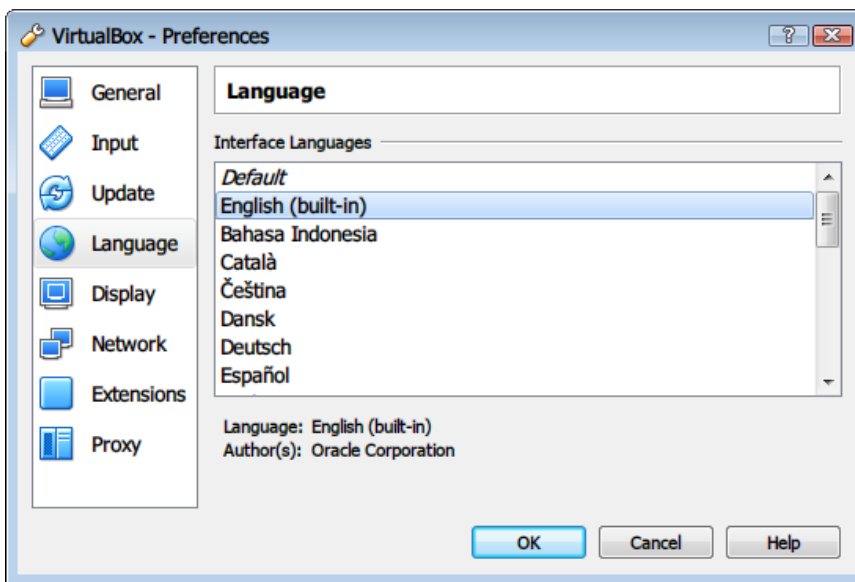 VirtualBox - Preferences
General
Input
Update
Language
Display
Network
Extensions
Proxy
Language
Interface Languages
Default
English (built-in)
Bahasa Indonesia
Català
Čeština
Dansk
Deutsch
Español
Language: English (built-in)
Author(s): Oracle Corporation
OK
Cancel
Help